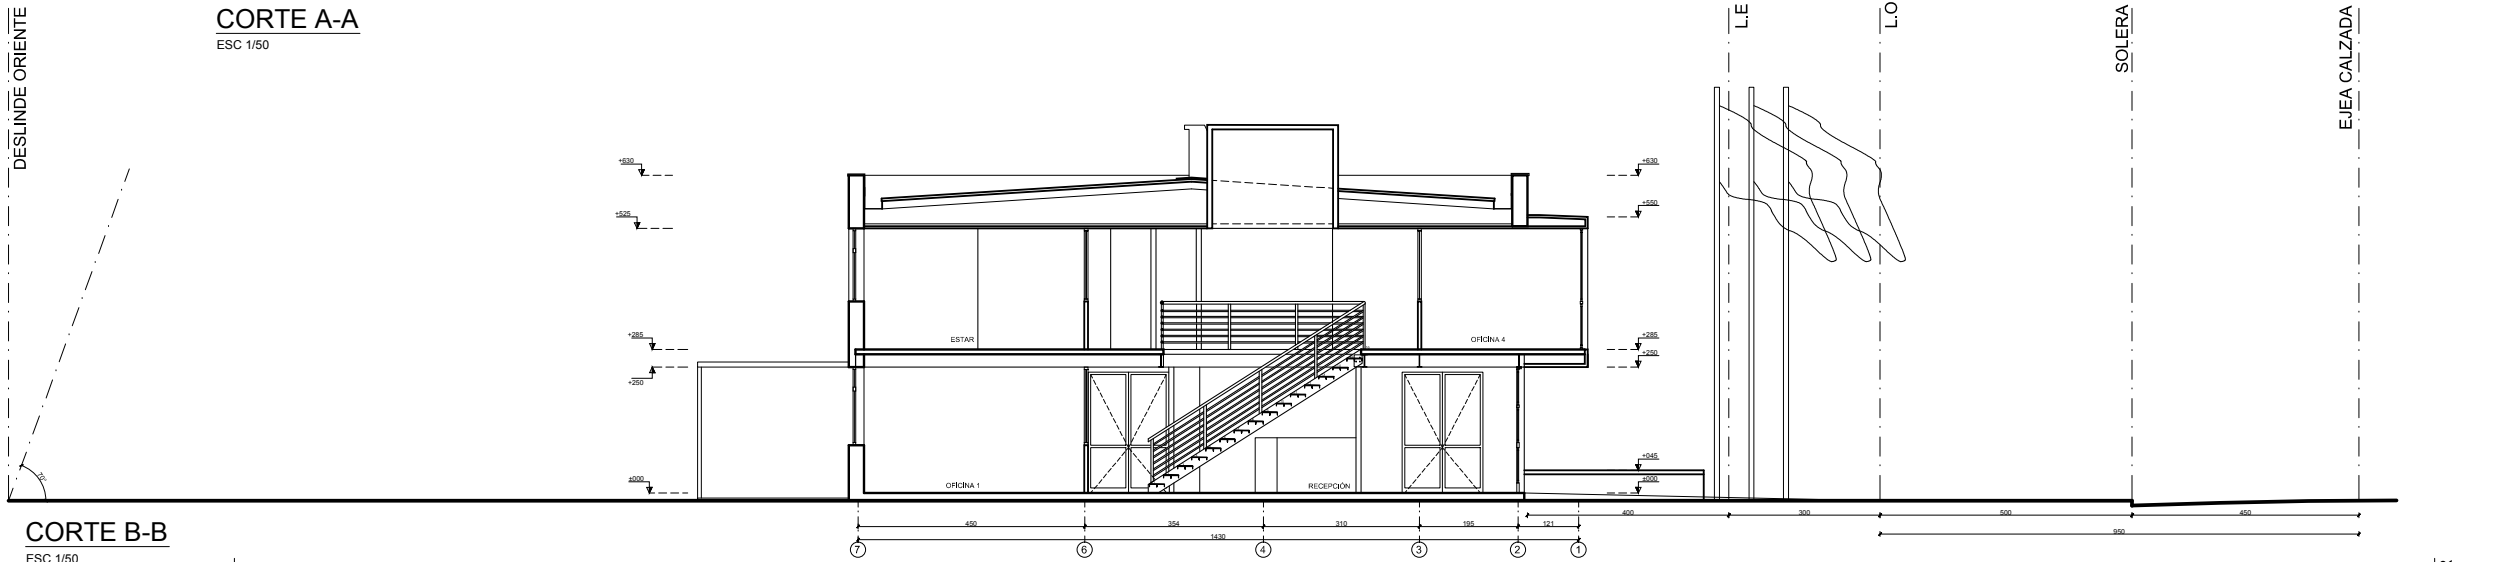 DESLINDE ORIENTE
CORTE A-A
ESC 1/50
L.E
L.O
SOLERA
EJEA CALZADA
+630
+630
+525
+550
+285
+285
+250
+250
+045
±000
±000
70°
ESTAR
OFICINA 4
OFICINA 1
RECEPCIÓN
450
354
310
195
121
400
300
500
450
1430
950
7
6
4
3
2
1
CORTE B-B
ESC 1/50